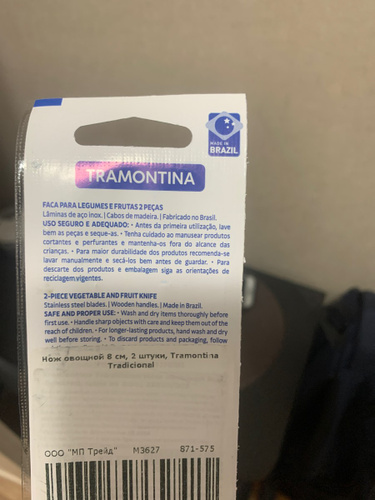 MADE IN
BRAZIL
TRAMONTINA
FACA PARA LEGUMES E FRUTAS 2 PEÇAS
Lâminas de aço inox. | Cabos de madeira. | Fabricado no Brasil.
USO SEGURO E ADEQUADO: • Antes da primeira utilização, lave
bem as peças e seque-as. • Tenha cuidado ao manusear produtos
cortantes e perfurantes e mantenha-os fora do alcance das
crianças. • Para maior durabilidade dos produtos recomenda-se
lavar manualmente e secá-los bem antes de guardar. • Para
descarte dos produtos e embalagem siga as orientações de
reciclagem vigentes.
2-PIECE VEGETABLE AND FRUIT KNIFE
Stainless steel blades. | Wooden handles. | Made in Brazil.
SAFE AND PROPER USE: • Wash and dry items thoroughly before
first use. • Handle sharp objects with care and keep them out of the
reach of children. • For longer-lasting products, hand wash and dry
well before storing. • To discard products and packaging, follow
Нож овощной 8 см, 2 штуки, Tramontina
Tradicional
ООО "МП Трейд" М3627 871-575